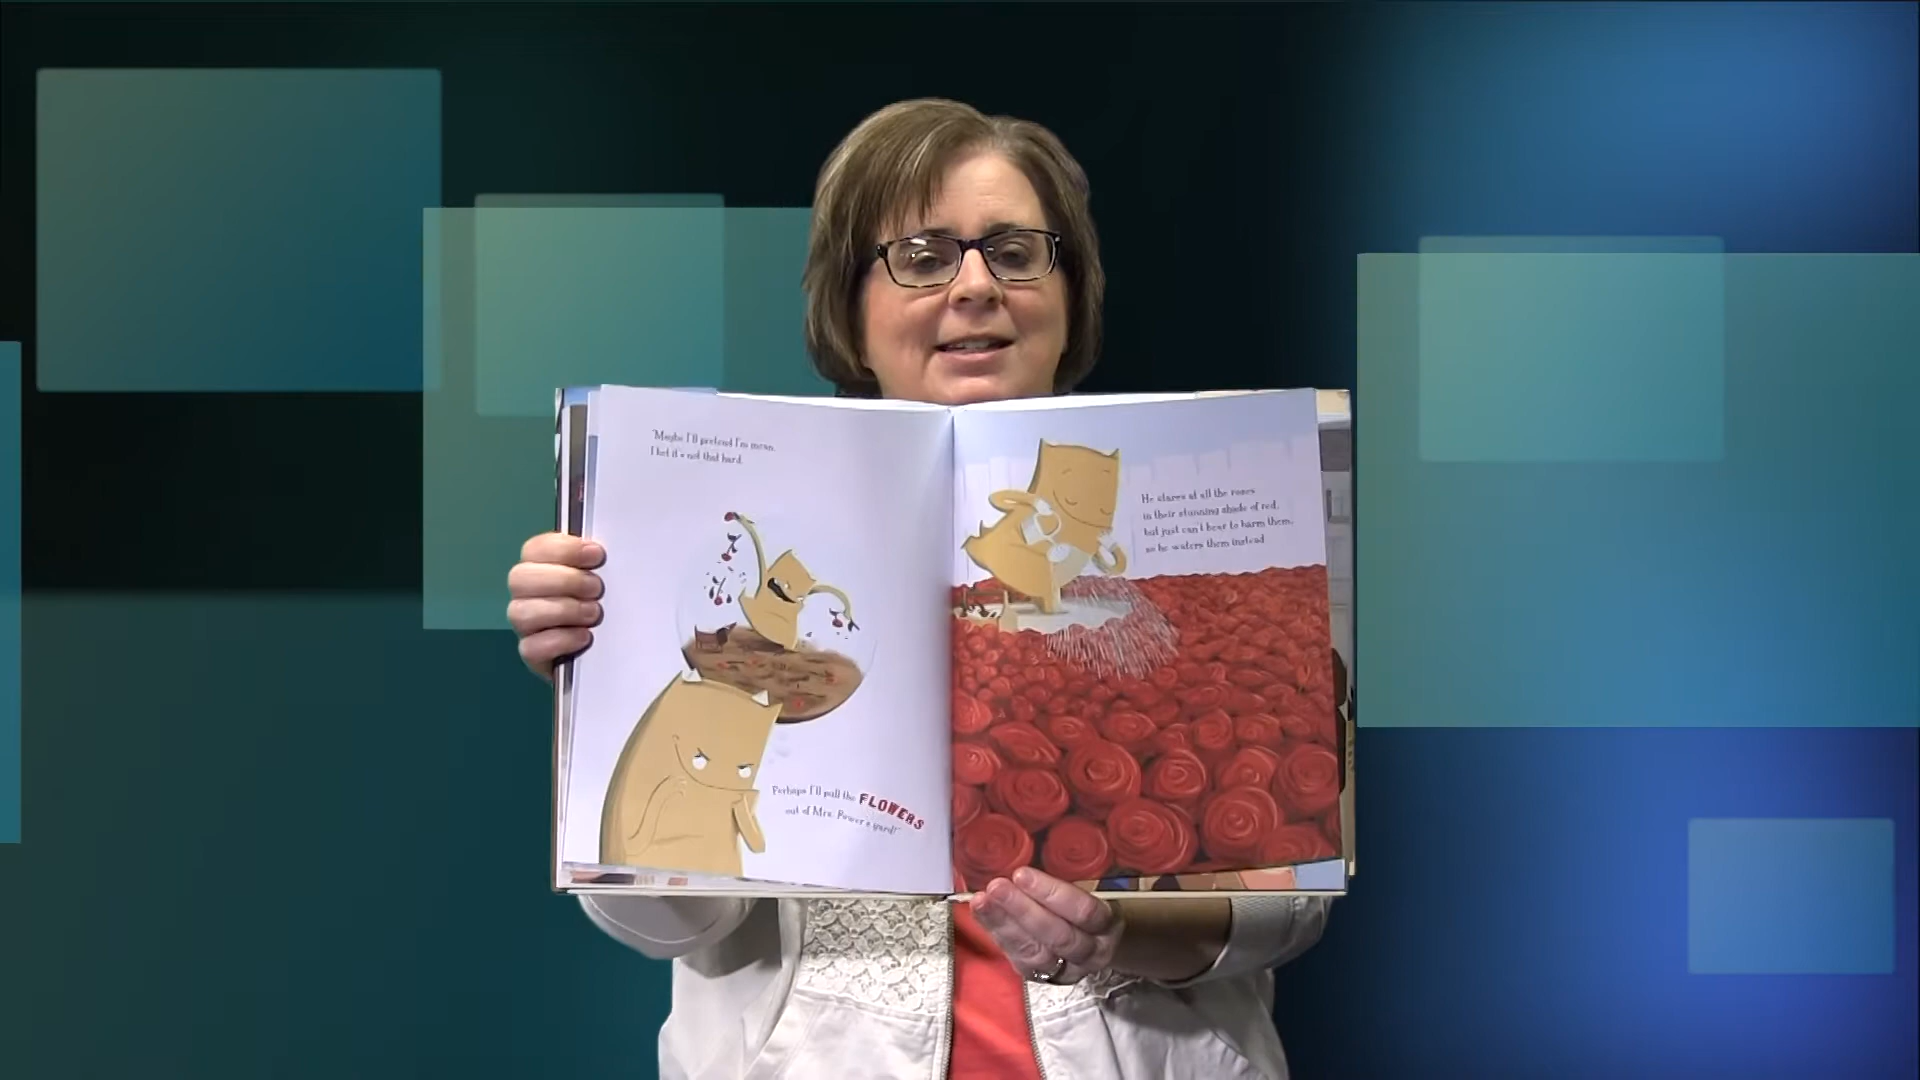 "Maybe I'll pretend I'm mean.
I bet it's not that hard.
Perhaps I'll pull the FLOWERS
out of Mrs. Power's yard!"
He stares at all the roses
in their stunning shade of red,
but just can't bear to harm them,
so he waters them instead